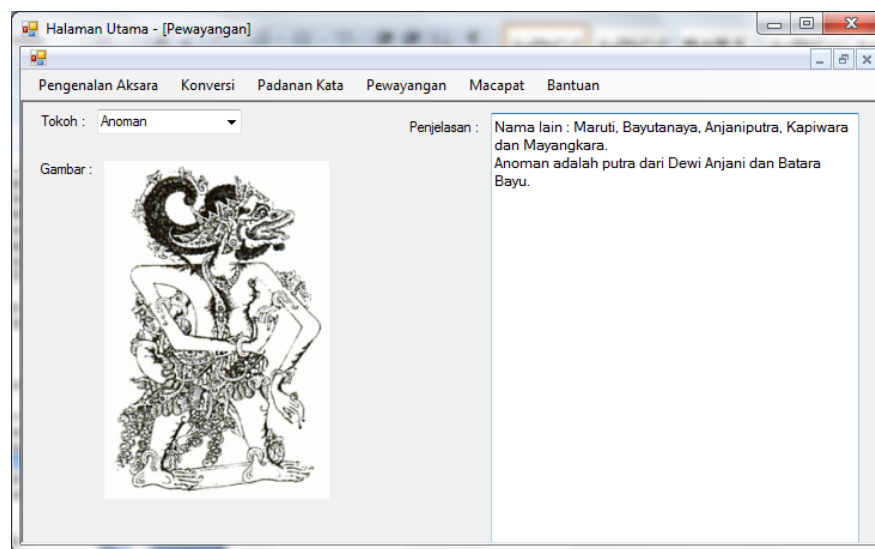 Halaman Utama - [Pewayangan]
Pengenalan Aksara Konversi Padanan Kata Pewayangan Macapat Bantuan
Tokoh : Anoman
Gambar :
Penjelasan :
Nama lain : Maruti, Bayutanaya, Anjaniputra, Kapiwara
dan Mayangkara.
Anoman adalah putra dari Dewi Anjani dan Batara
Bayu.